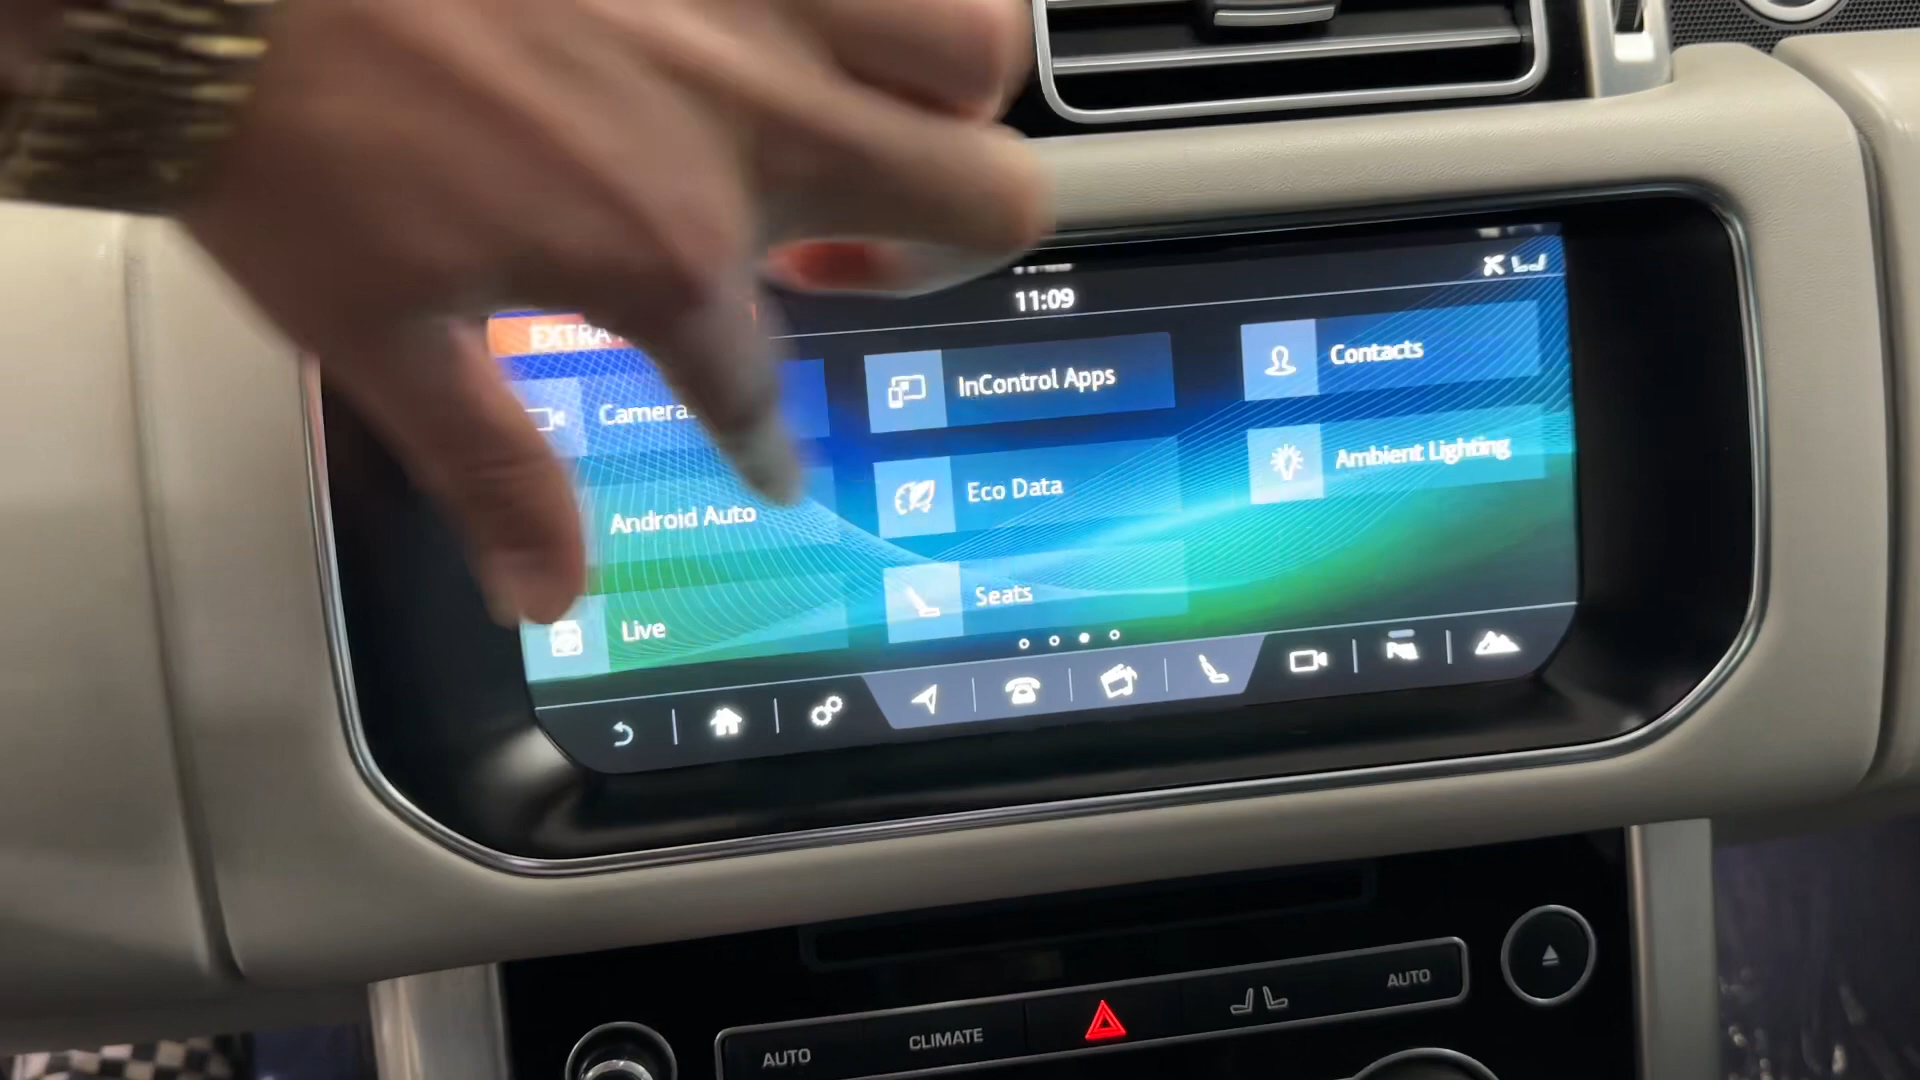 11:09
EXTRA
Camera
InControl Apps
Contacts
Android Auto
Eco Data
Ambient Lighting
Live
Seats
AUTO
CLIMATE
AUTO